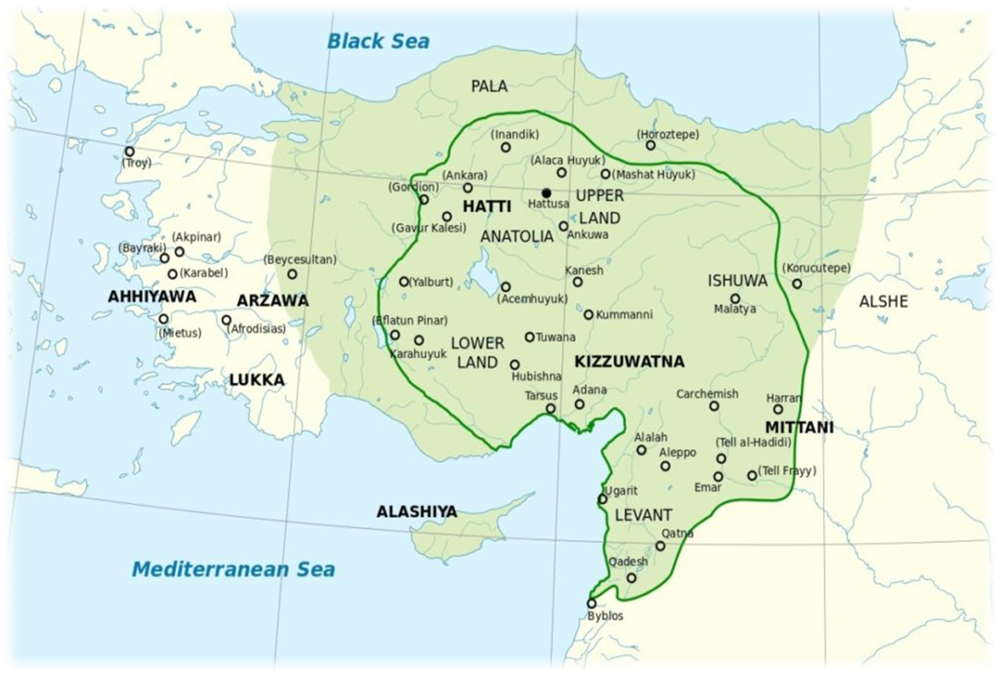 Black Sea
PALA
(Inandik)
(Horoztepe)
(Troy)
(Alaca Huyuk)
(Ankara)
(Mashat Huyuk)
(Gordion)
HATTI
Hattusa
UPPER
LAND
(Gavur Kalesi)
ANATOLIA
Ankuwa
(Akpinar)
(Bayraki)
(Karabel)
(Beycesultan)
(Yalburt)
Kanesh
(Korucutepe)
ISHUWA
Malatya
AHHIYAWA
ARZAWA
(Acemhuyuk)
ALSHE
(Mietus)
(Afrodisias)
(Eflatun Pinar)
Karahuyuk
LOWER
LAND
Tuwana
Kummanni
KIZZUWATNA
Hubishna
LUKKA
Tarsus
Adana
Carchemish
Harran
MITTANI
Alalah
Aleppo
(Tell al-Hadidi)
(Tell Frayy)
Emar
Ugarit
LEVANT
ALASHIYA
Qatna
Qadesh
Mediterranean Sea
Byblos